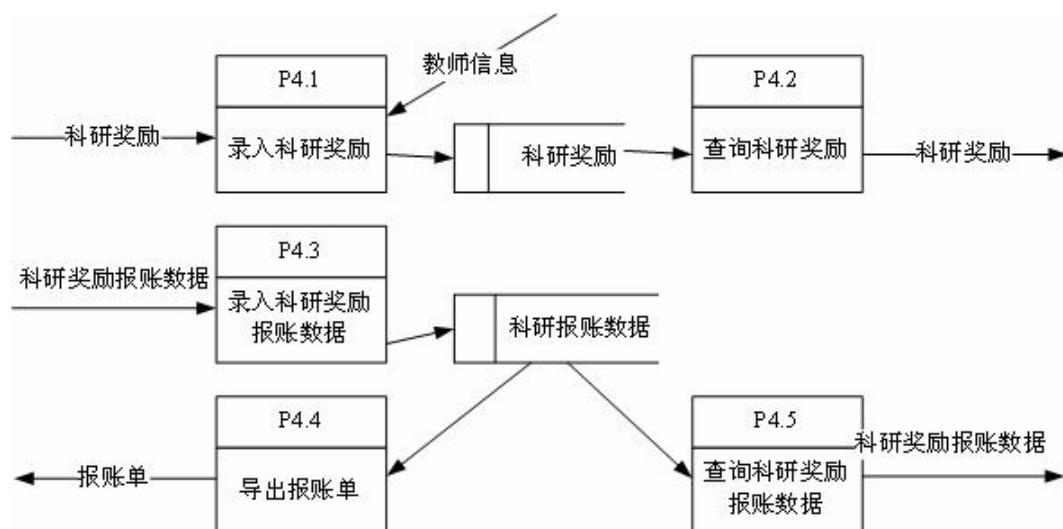 教师信息
P4.1
科研奖励
录入科研奖励
科研奖励
P4.2
查询科研奖励
科研奖励
P4.3
科研奖励报账数据
录入科研奖励
报账数据
科研报账数据
P4.4
报账单
导出报账单
P4.5
查询科研奖励
报账数据
科研奖励报账数据